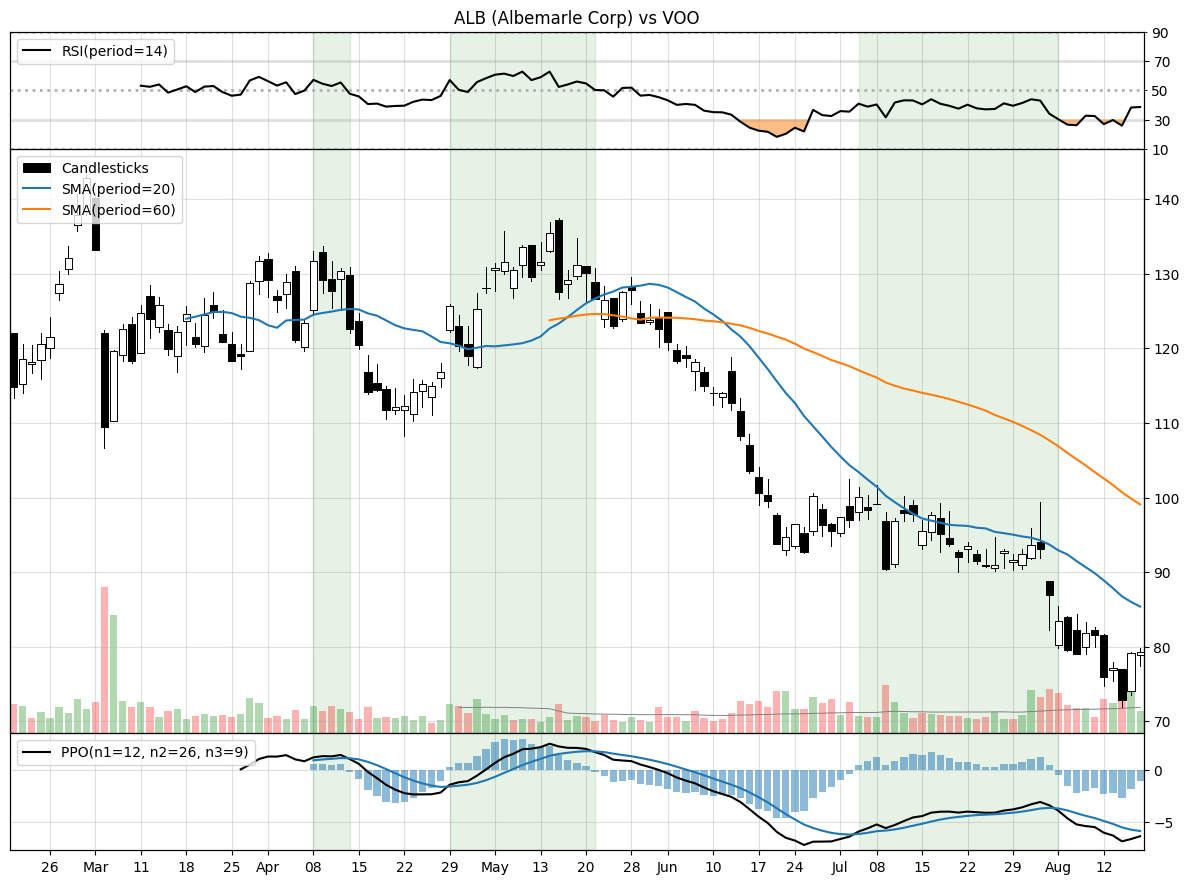 ALB (Albemarle Corp) vs VOO
RSI(period=14)
90
70
50
30
10
Candlesticks
SMA(period=20)
SMA(period=60)
140
130
120
110
100
90
80
70
PPO(n1=12, n2=26, n3=9)
0
−5
26 Mar 11 18 25 Apr 08 15 22 29 May 13 20 28 Jun 10 17 24 Jul 08 15 22 29 Aug 12